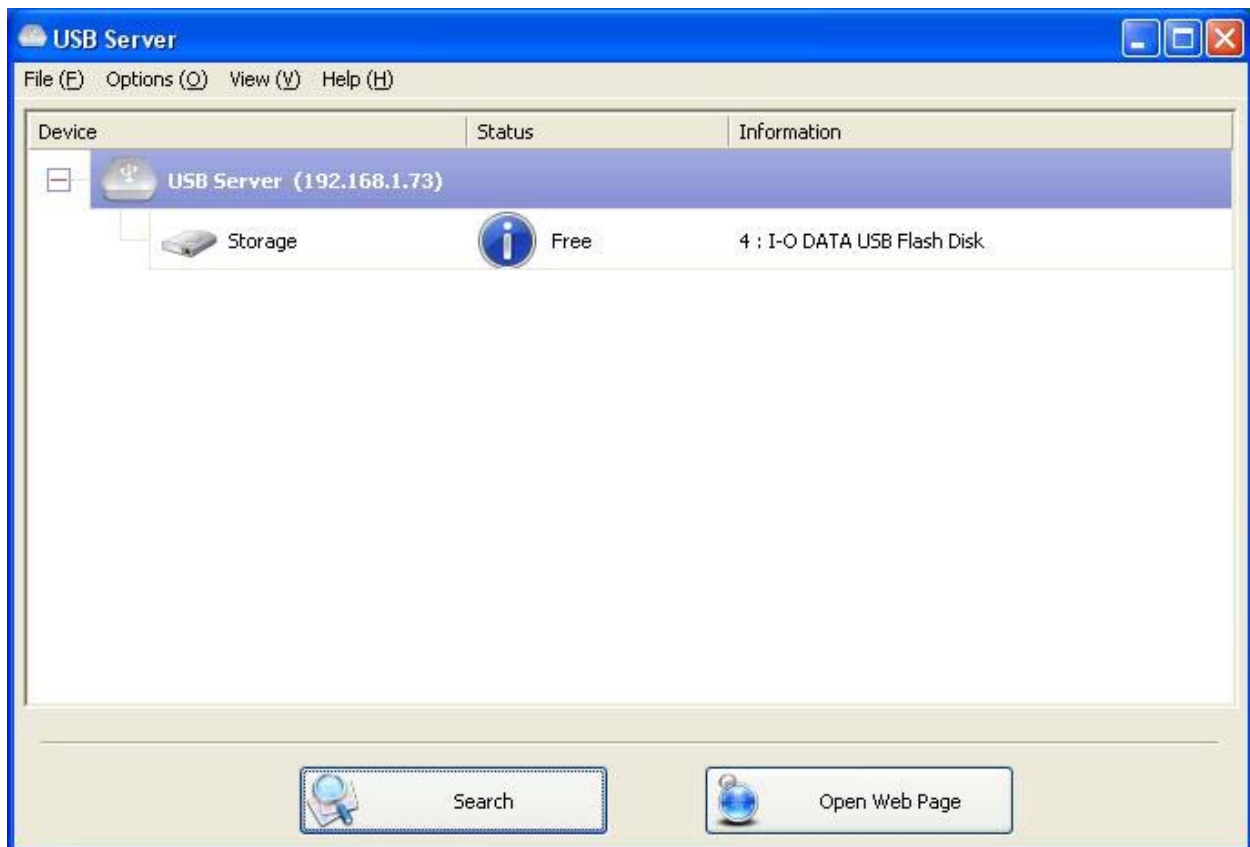 USB Server
File (F) Options (O) View (V) Help (H)
Device Status Information
USB Server (192.168.1.73)
Storage Free 4 : I-O DATA USB Flash Disk
Search Open Web Page